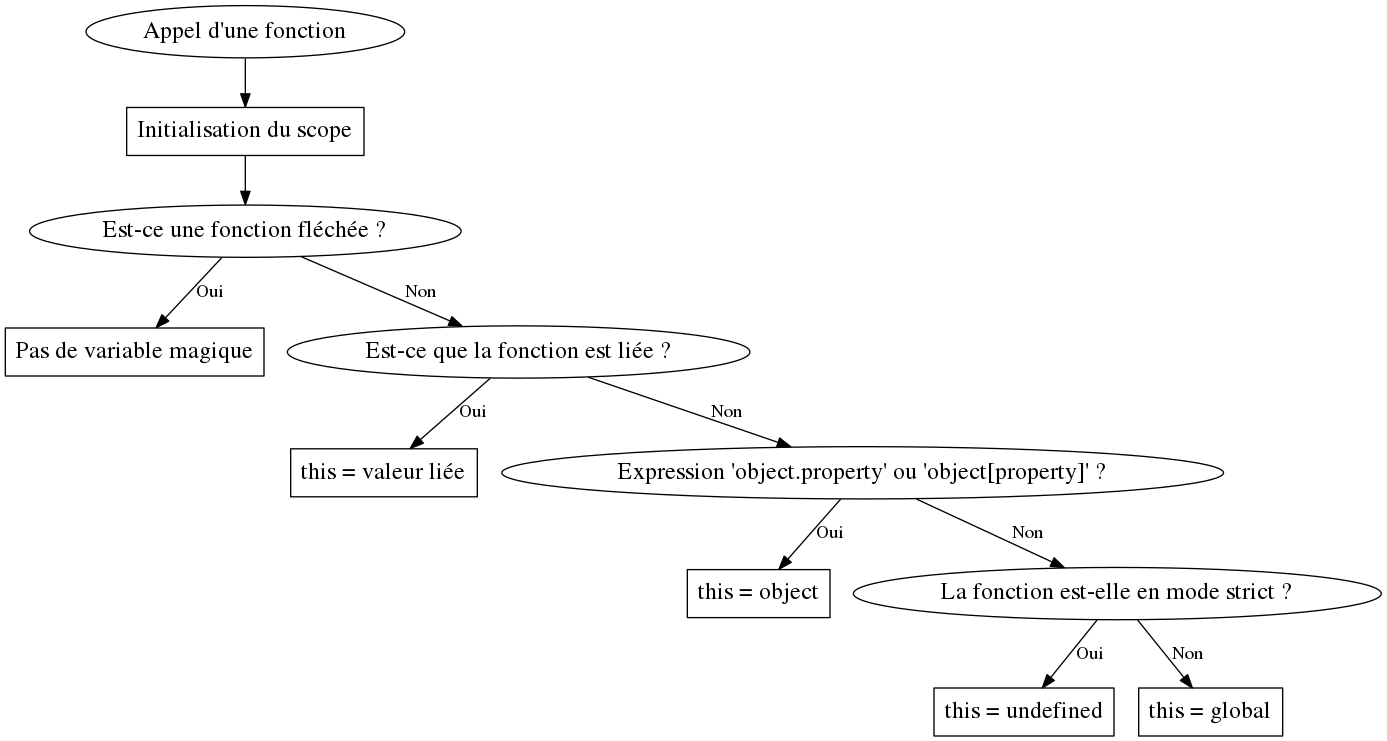 Appel d'une fonction
Initialisation du scope
Est-ce une fonction fléchée ?
Oui
Non
Pas de variable magique
Est-ce que la fonction est liée ?
Oui
Non
this = valeur liée
Expression 'object.property' ou 'object[property]' ?
Oui
Non
this = object
La fonction est-elle en mode strict ?
Oui
Non
this = undefined
this = global